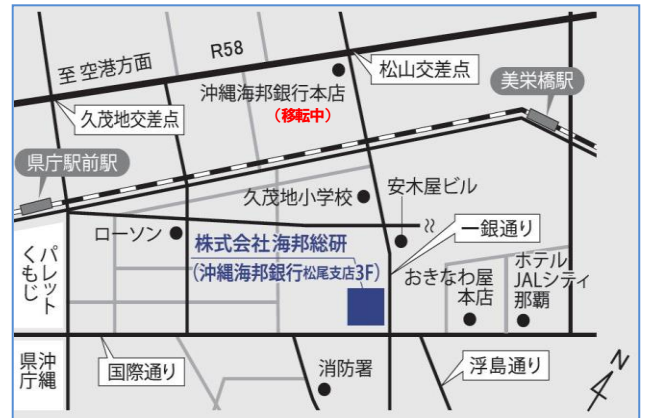 R58
至 空港方面
松山交差点
美栄橋駅
沖縄海邦銀行本店
(移転中)
久茂地交差点
県庁駅前駅
久茂地小学校
安木屋ビル
一銀通り
ローソン
株式会社海邦総研
(沖縄海邦銀行松尾支店3F)
パレット
くもじ
おきなわ屋
本店
ホテル
JALシティ
那覇
沖縄
県庁
国際通り
消防署
浮島通り
N